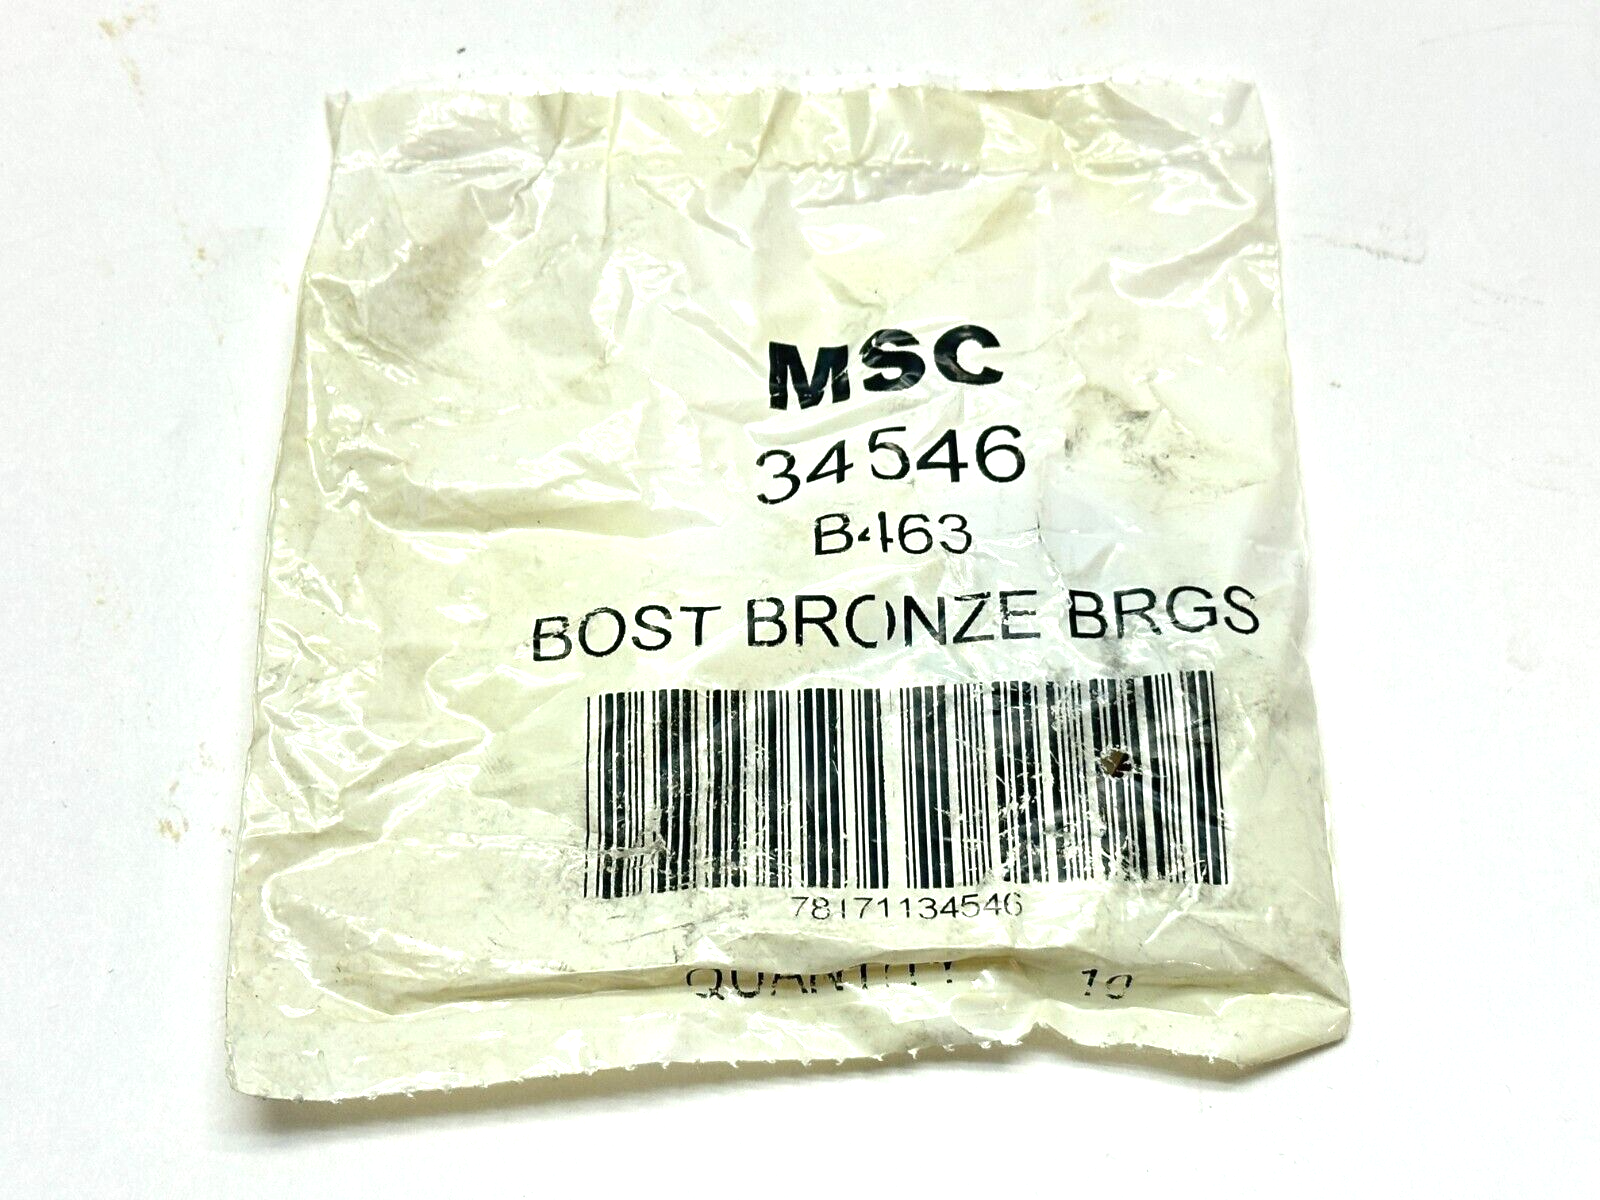 MSC
34546
B463
BOST BRONZE BRGS
78171134546
QUANTITY 10